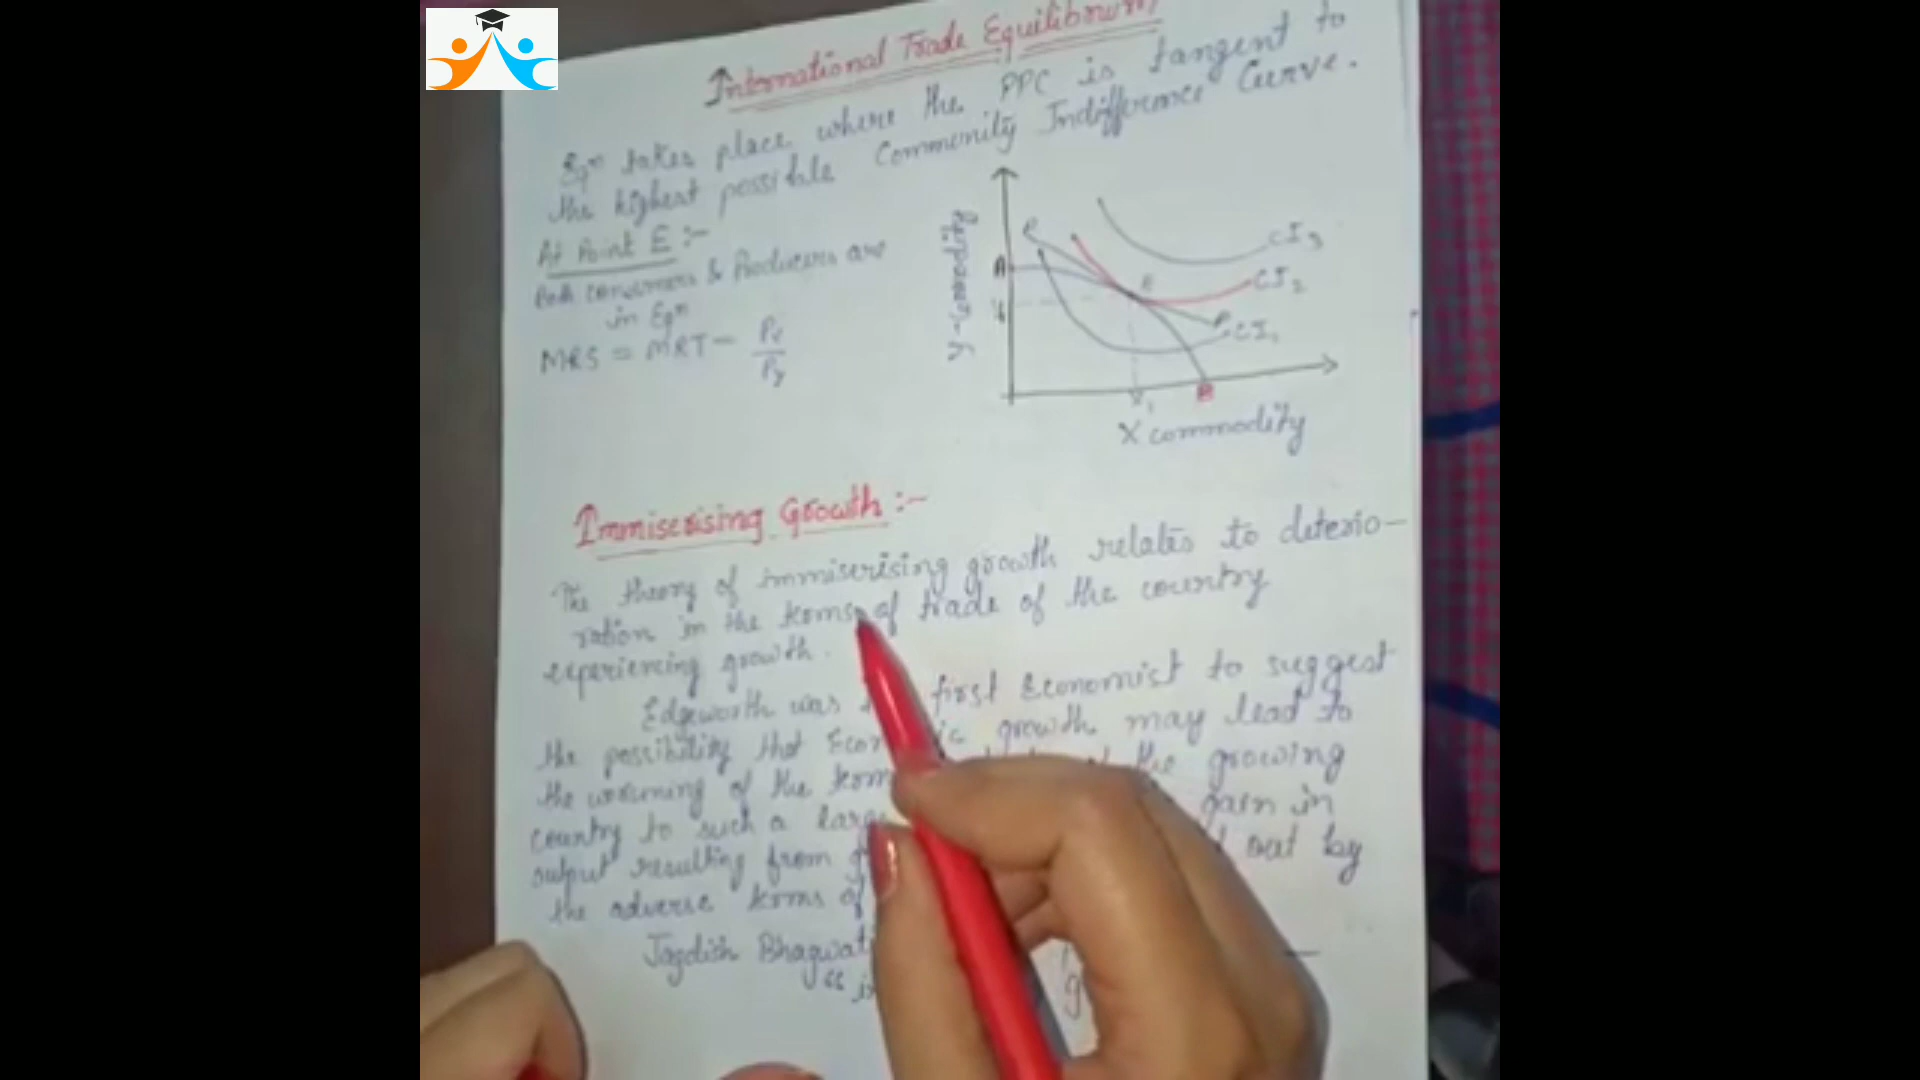 International Trade Equilibrium
Eqn takes place where the PPC is tangent to
the highest possible Community Indifference Curve.
At Point E :-
Both consumers & Producers are
in Eqn
MRS = MRT - Px
Py
Y-commodity
P
A
E
CI3
CI2
P
CI1
X1
B
X commodity
Immiserising Growth :-
The theory of immiserising growth relates to deterio-
ration in the terms of trade of the country
experiencing growth.
Edgeworth was first Economist to suggest
the possibility that growth may lead to
the worsening of the the growing
country to such a large gain in
output resulting from out by
the adverse terms of
Jagdish